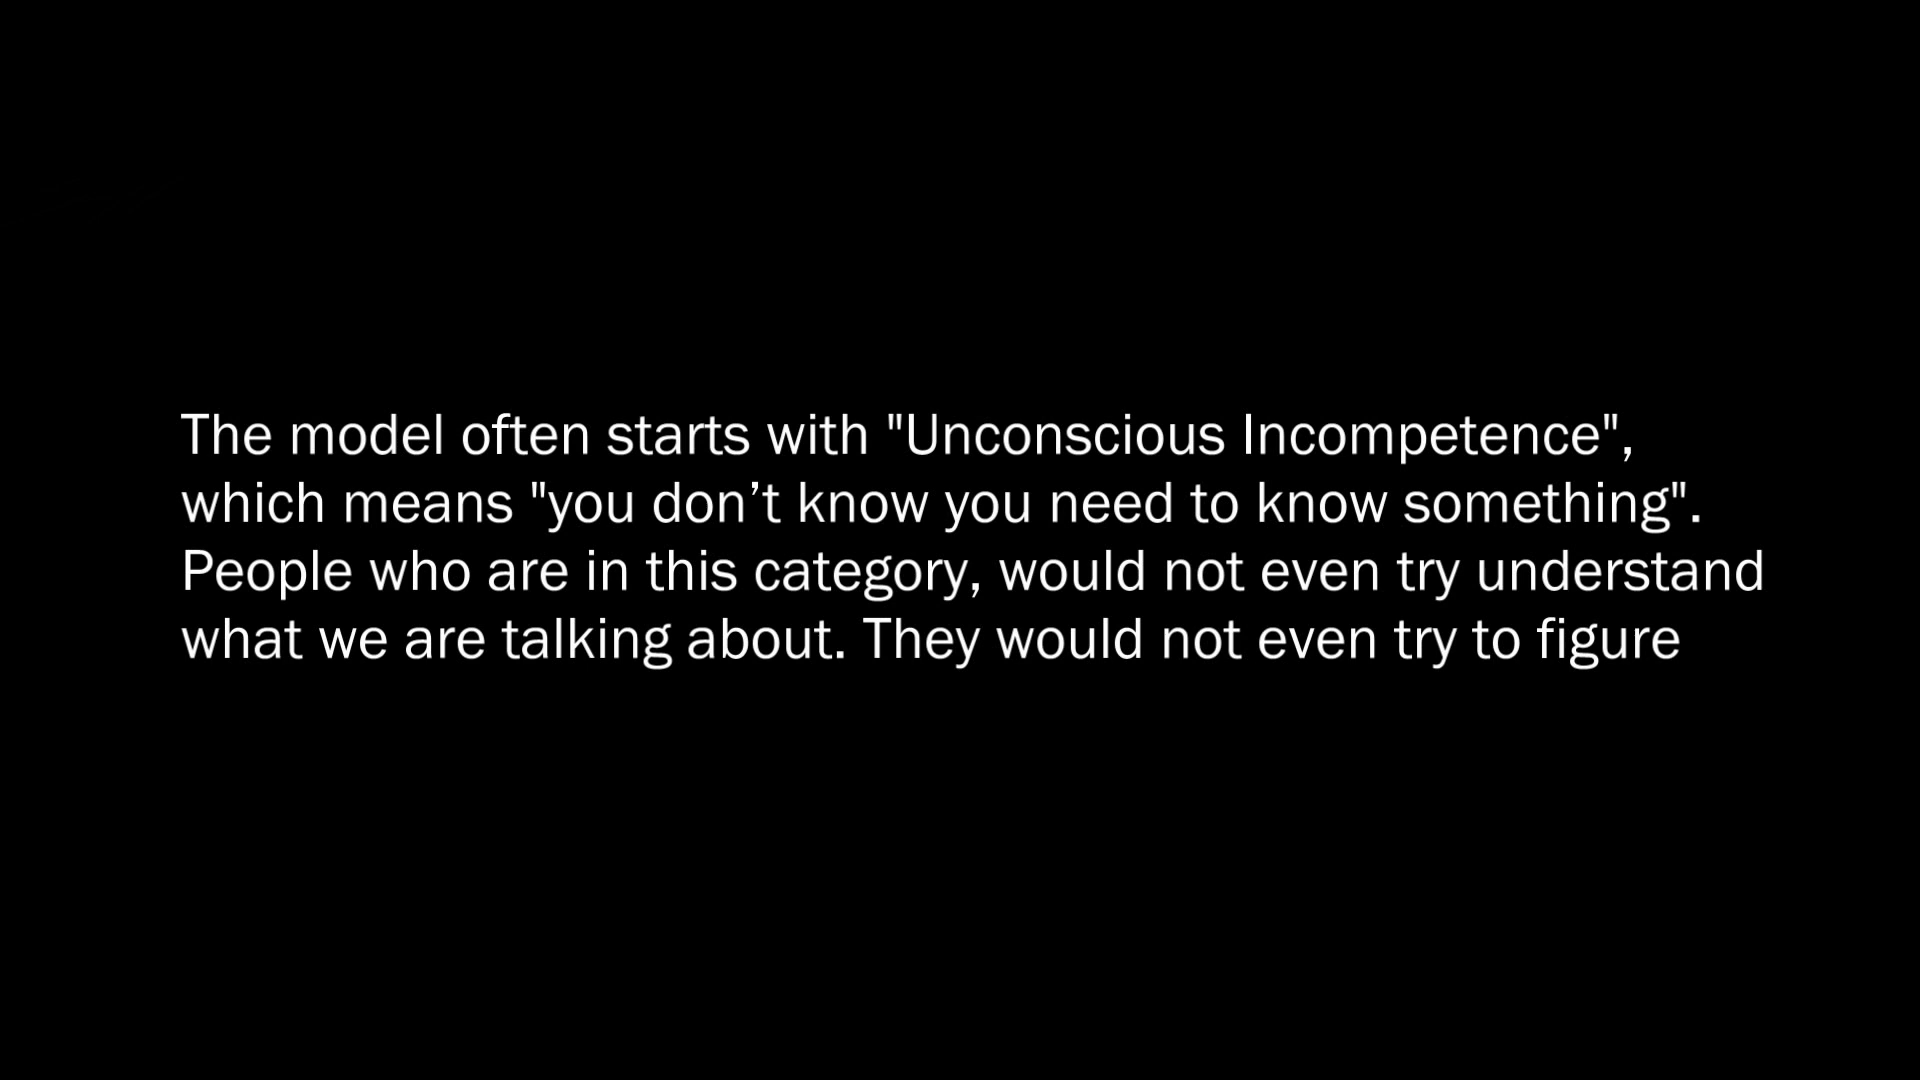 The model often starts with "Unconscious Incompetence",
which means "you don’t know you need to know something".
People who are in this category, would not even try understand
what we are talking about. They would not even try to figure